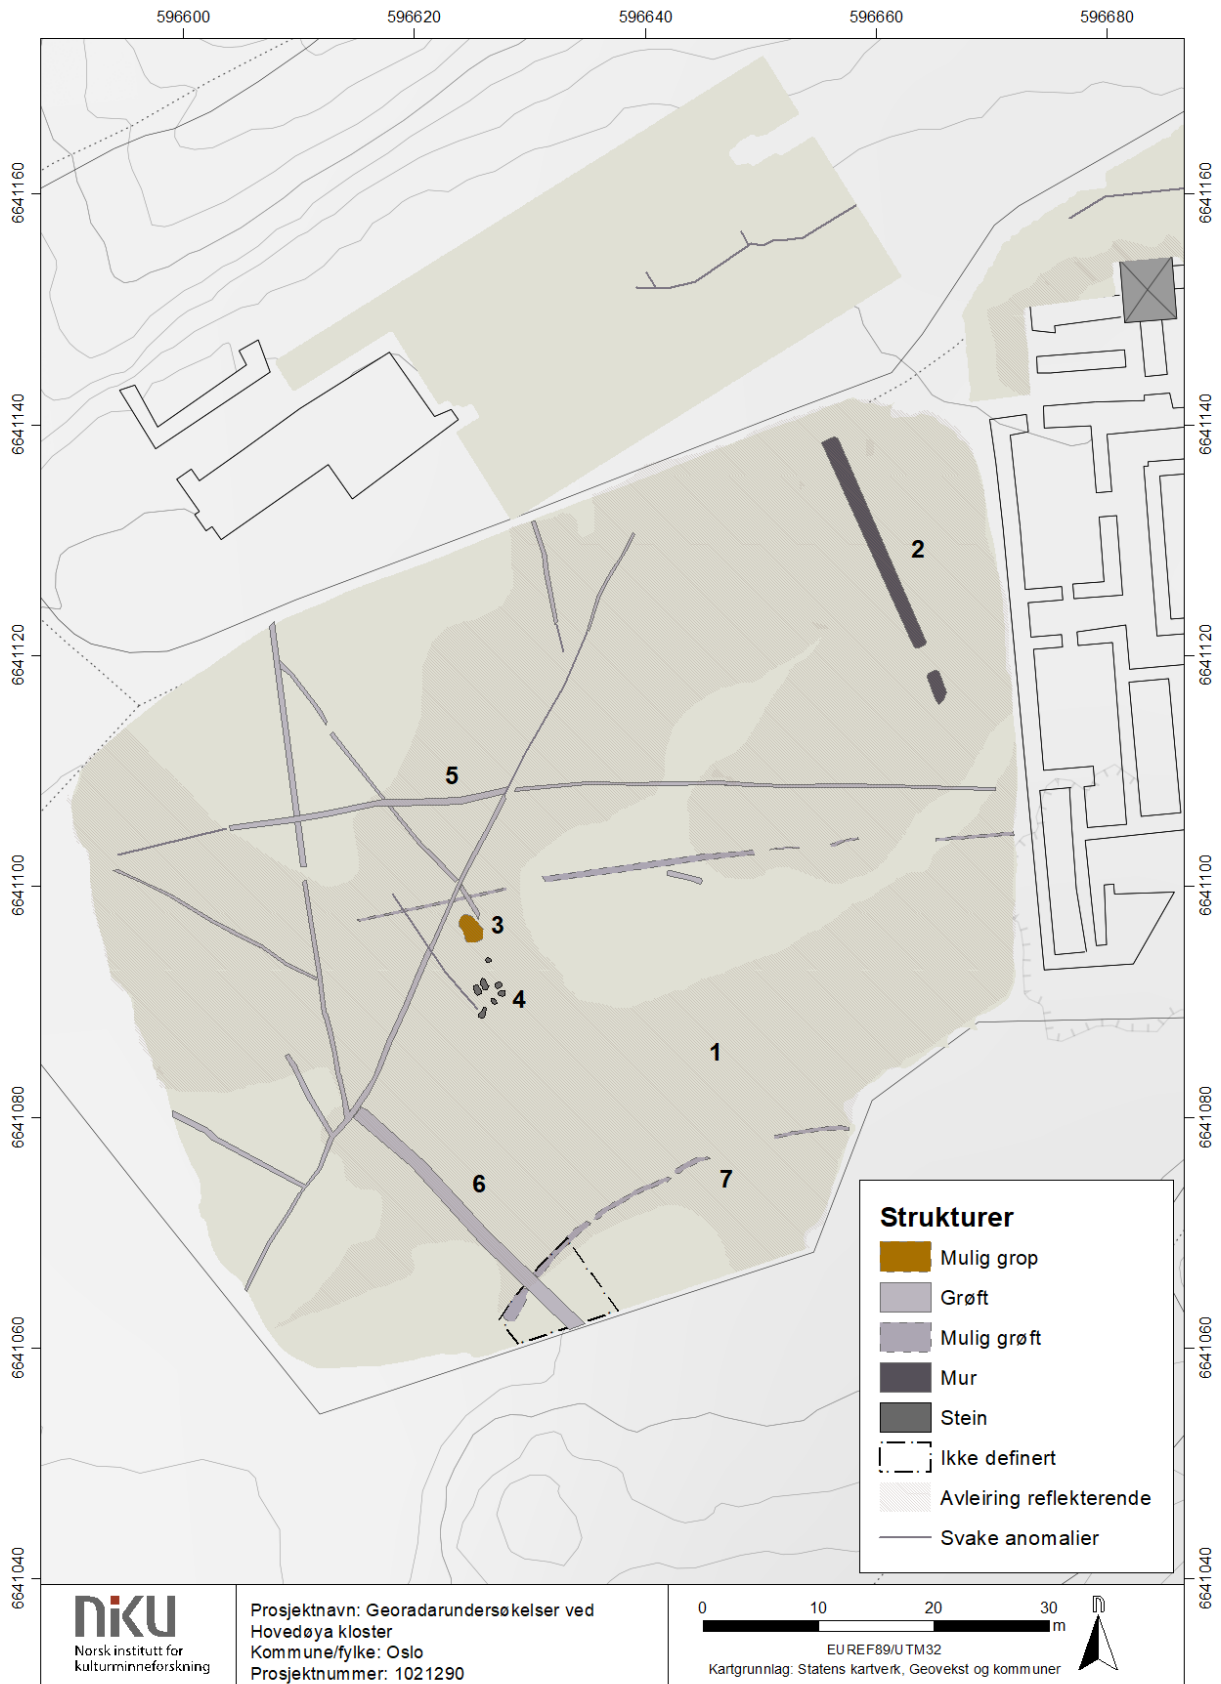 596600 596620 596640 596660 596680
6641160 6641160
6641140 6641140
2
6641120 6641120
5
6641100 6641100
3
4
1
6641080 6641080
6
7
6641060 6641060
6641040 6641040
Strukturer
Mulig grop
Grøft
Mulig grøft
Mur
Stein
Ikke definert
Avleiring reflekterende
Svake anomalier
niku
Norsk institutt for
kulturminneforskning
Prosjektnavn: Georadarundersøkelser ved
Hovedøya kloster
Kommune/fylke: Oslo
Prosjektnummer: 1021290
0 10 20 30
m
EUREF89/UTM32
Kartgrunnlag: Statens kartverk, Geovekst og kommuner
n